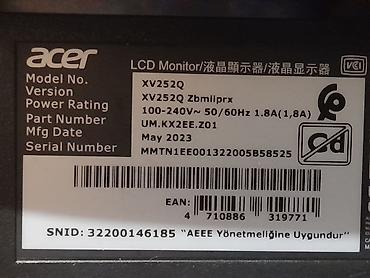 acer
LCD Monitor/液晶顯示器/液晶显示器
VCI
Model No. XV252Q
Version XV252Q Zbmiiprx
Power Rating 100-240V~ 50/60Hz 1.8A(1,8A)
Part Number UM.KX2EE.Z01
Mfg Date May 2023
Serial Number MMTN1EE001322005B58525
Cd
EAN:
4 710886 319771
SNID: 32200146185 "AEEE Yönetmeliğine Uygundur"